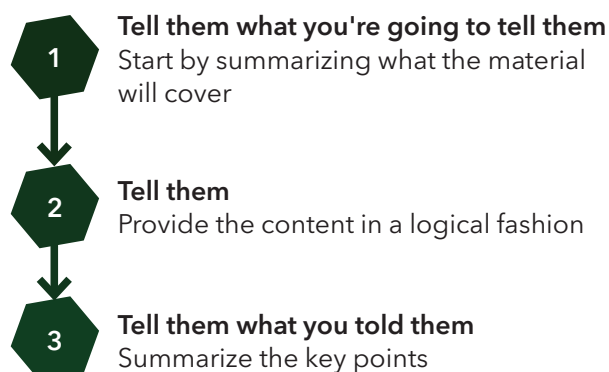 1
Tell them what you're going to tell them
Start by summarizing what the material
will cover
2
Tell them
Provide the content in a logical fashion
3
Tell them what you told them
Summarize the key points